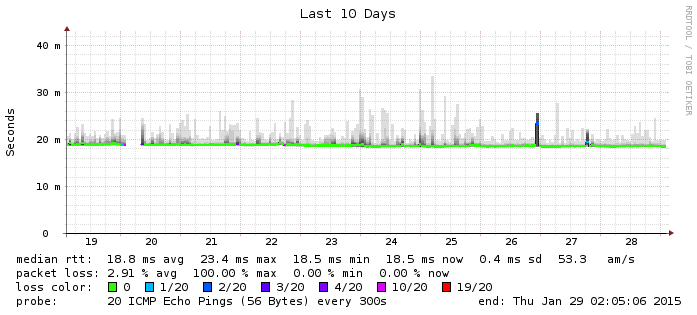 Last 10 Days
RRDTOOL / TOBI OETIKER
Seconds
40 m
30 m
20 m
10 m
0
19 20 21 22 23 24 25 26 27 28
median rtt: 18.8 ms avg 23.4 ms max 18.5 ms min 18.5 ms now 0.4 ms sd 53.3 am/s
packet loss: 2.91 % avg 100.00 % max 0.00 % min 0.00 % now
loss color: 0 1/20 2/20 3/20 4/20 10/20 19/20
probe: 20 ICMP Echo Pings (56 Bytes) every 300s end: Thu Jan 29 02:05:06 2015